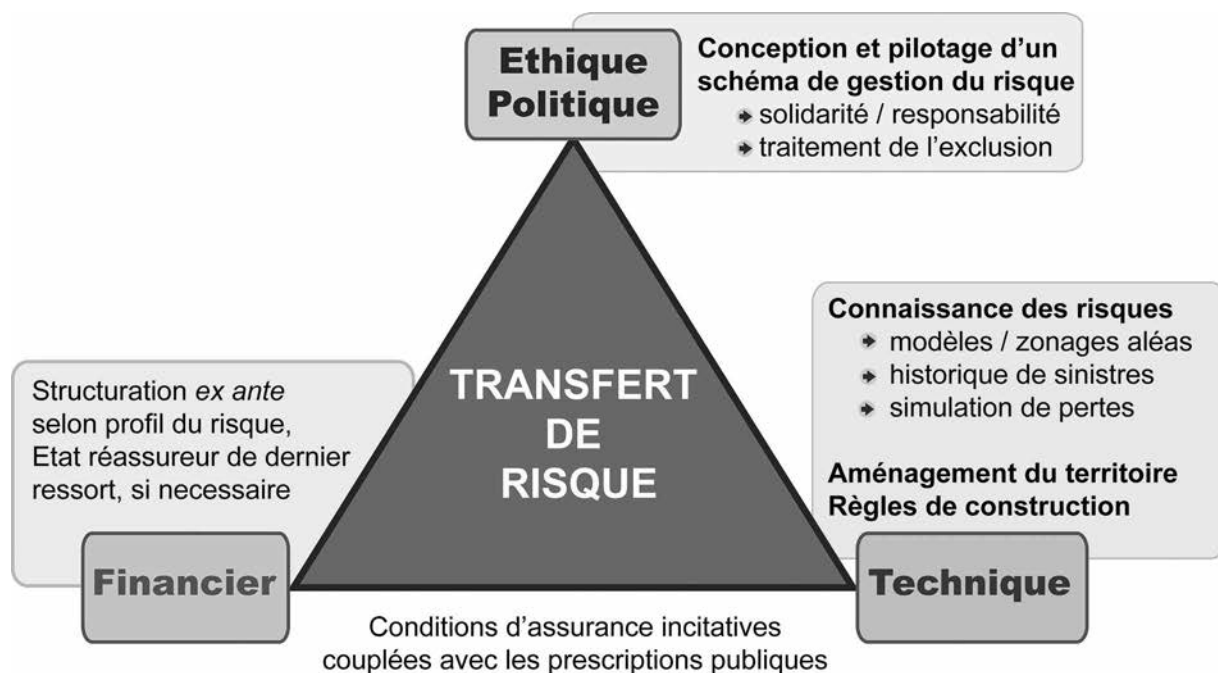 Ethique
Politique
Conception et pilotage d’un
schéma de gestion du risque
solidarité / responsabilité
traitement de l’exclusion
Connaissance des risques
modèles / zonages aléas
historique de sinistres
simulation de pertes
Aménagement du territoire
Règles de construction
TRANSFERT
DE
RISQUE
Structuration ex ante
selon profil du risque,
Etat réassureur de dernier
ressort, si necessaire
Financier
Technique
Conditions d’assurance incitatives
couplées avec les prescriptions publiques